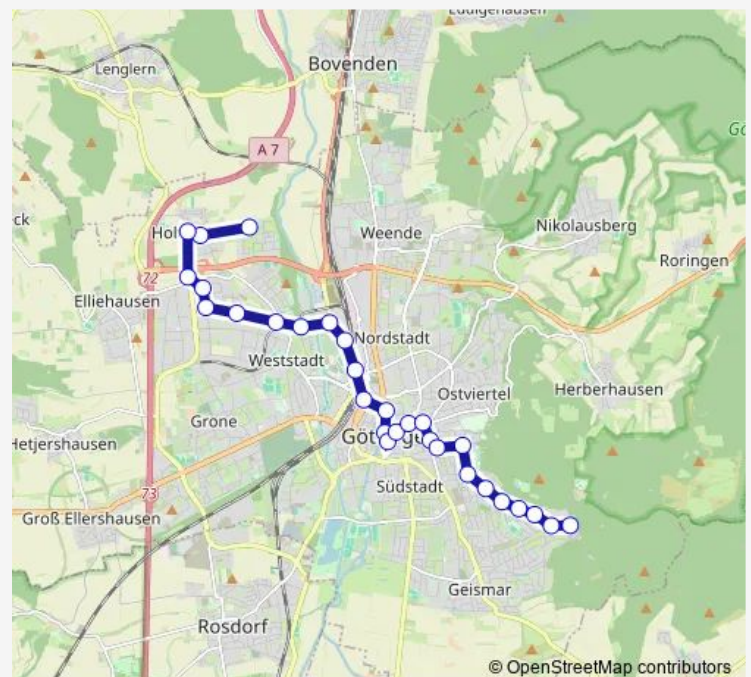 Lenglern
Bovenden
A 7
Weende
Nikolausberg
Roringen
72
Elliehausen
Nordstadt
Weststadt
Herberhausen
Ostviertel
Grone
Hetjershausen
Südstadt
73
Groß Ellershausen
Geismar
Rosdorf
© OpenStreetMap contributors